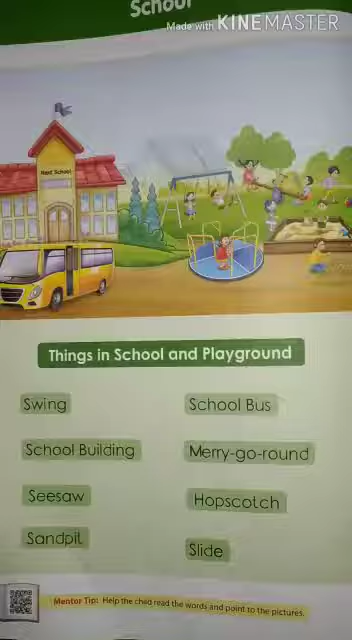 School
Made with KINEMASTER
Next School
Things in School and Playground
Swing
School Bus
School Building
Merry-go-round
Seesaw
Hopscotch
Sandpit
Slide
Mentor Tip: Help the child read the words and point to the pictures.